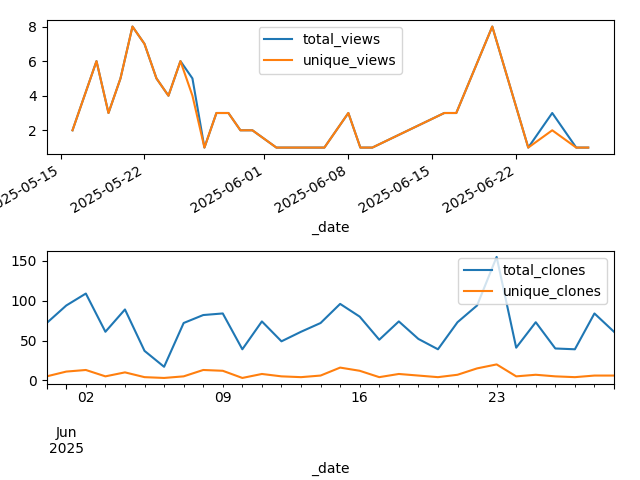 8
6
4
2
total_views
unique_views
2025-05-15
2025-05-22
2025-06-01
2025-06-08
2025-06-15
2025-06-22
_date
150
100
50
0
total_clones
unique_clones
02
09
16
23
Jun
2025
_date